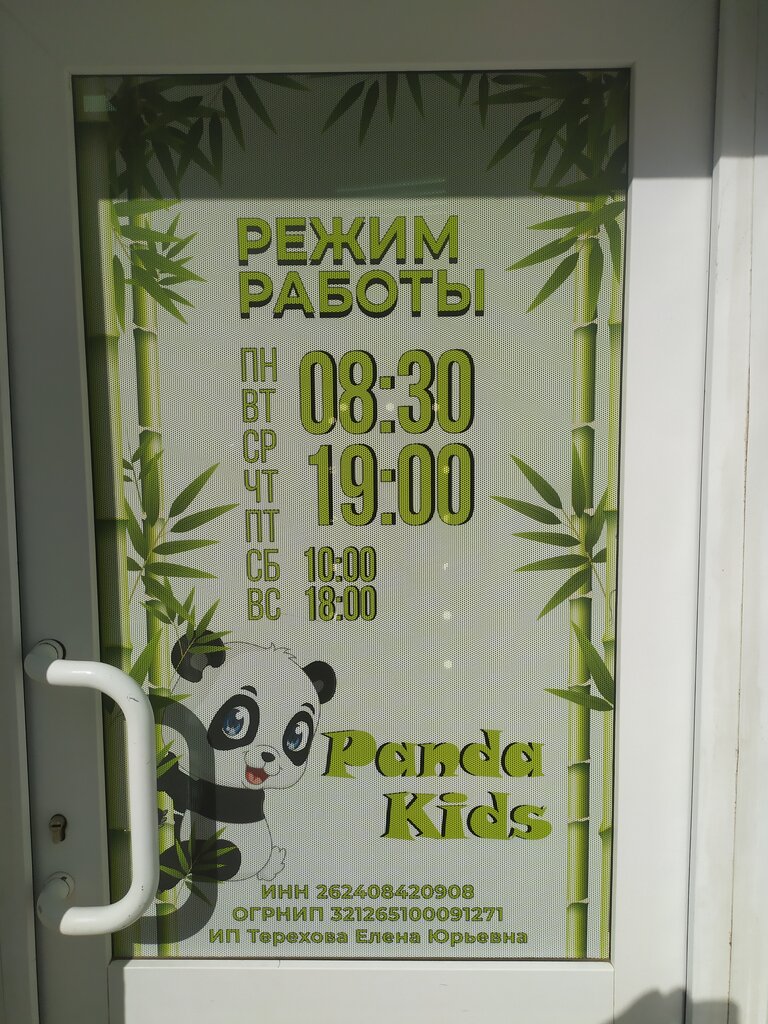 РЕЖИМ
РАБОТЫ
ПН
ВТ
СР
ЧТ
ПТ
08:30
19:00
СБ
ВС
10:00
18:00
Panda
Kids
ИНН 262408420908
ОГРНИП 321265100091271
ИП Терехова Елена Юрьевна